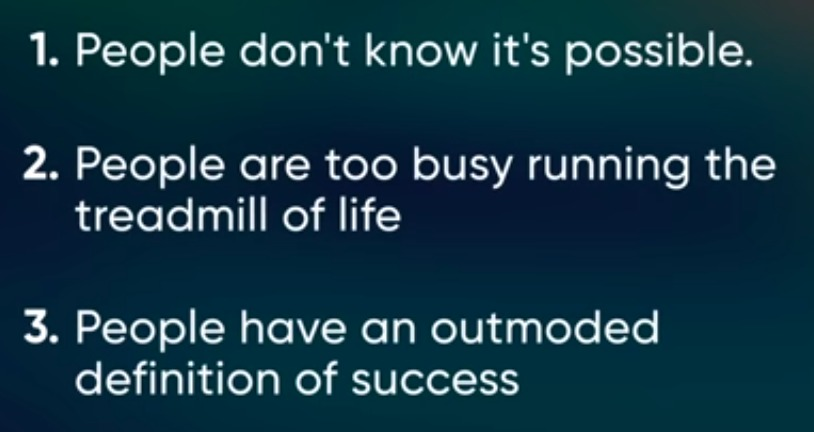 1. People don't know it's possible.
2. People are too busy running the
treadmill of life
3. People have an outmoded
definition of success